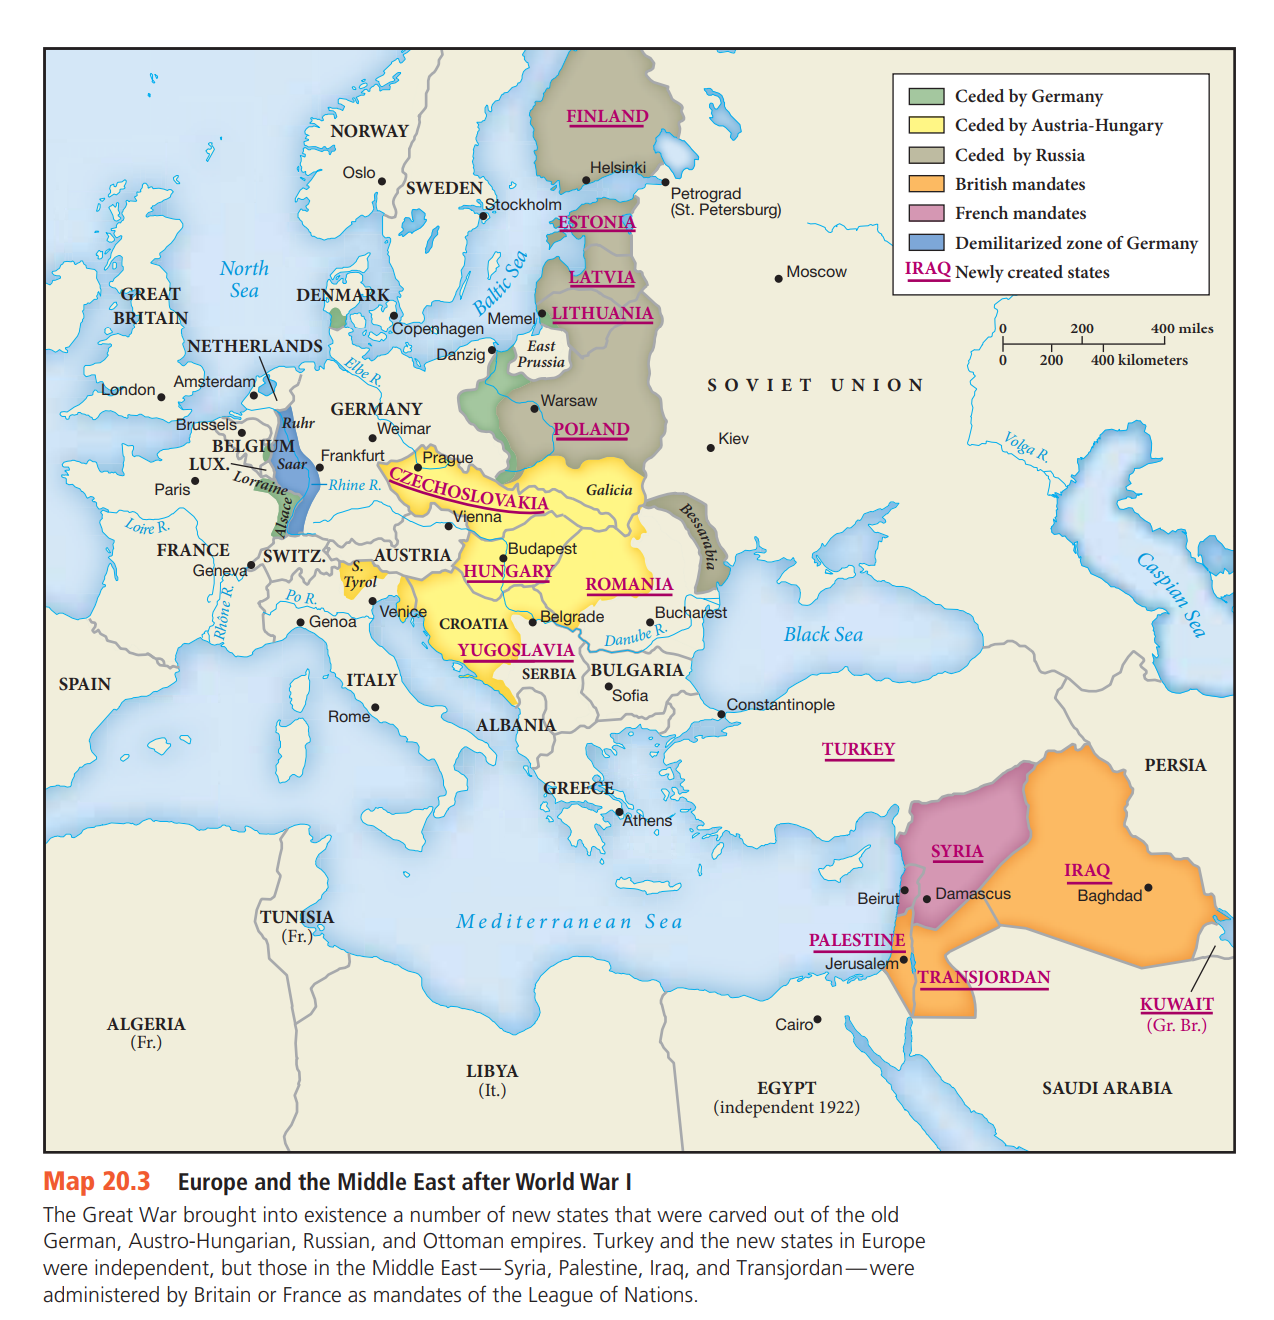 Ceded by Germany
Ceded by Austria-Hungary
Ceded by Russia
British mandates
French mandates
Demilitarized zone of Germany
IRAQ Newly created states
0 200 400 miles
0 200 400 kilometers
FINLAND
NORWAY
Helsinki
Oslo
SWEDEN
Petrograd
(St. Petersburg)
Stockholm
ESTONIA
North
Sea
Baltic Sea
LATVIA
Moscow
GREAT
BRITAIN
DENMARK
Memel
LITHUANIA
Copenhagen
NETHERLANDS
Danzig
East
Prussia
Elbe R.
London
Amsterdam
SOVIET UNION
Warsaw
GERMANY
Ruhr
Brussels
Weimar
POLAND
Kiev
Volga R.
BELGIUM
LUX.
Saar
Frankfurt
Prague
Paris
Lorraine
Rhine R.
CZECHOSLOVAKIA
Galicia
Alsace
Vienna
Bessarabia
Loire R.
FRANCE
SWITZ.
AUSTRIA
Budapest
Geneva
S.
Tyrol
HUNGARY
ROMANIA
Caspian Sea
Rhône R.
Po R.
Venice
Genoa
CROATIA
Belgrade
Bucharest
Danube R.
Black Sea
YUGOSLAVIA
SERBIA
BULGARIA
SPAIN
ITALY
Sofia
Rome
ALBANIA
Constantinople
TURKEY
PERSIA
GREECE
Athens
SYRIA
IRAQ
Beirut
Damascus
Baghdad
TUNISIA
(Fr.)
Mediterranean Sea
PALESTINE
Jerusalem
TRANSJORDAN
KUWAIT
(Gr. Br.)
ALGERIA
(Fr.)
Cairo
LIBYA
(It.)
EGYPT
(independent 1922)
SAUDI ARABIA
Map 20.3 Europe and the Middle East after World War I
The Great War brought into existence a number of new states that were carved out of the old
German, Austro-Hungarian, Russian, and Ottoman empires. Turkey and the new states in Europe
were independent, but those in the Middle East—Syria, Palestine, Iraq, and Transjordan—were
administered by Britain or France as mandates of the League of Nations.